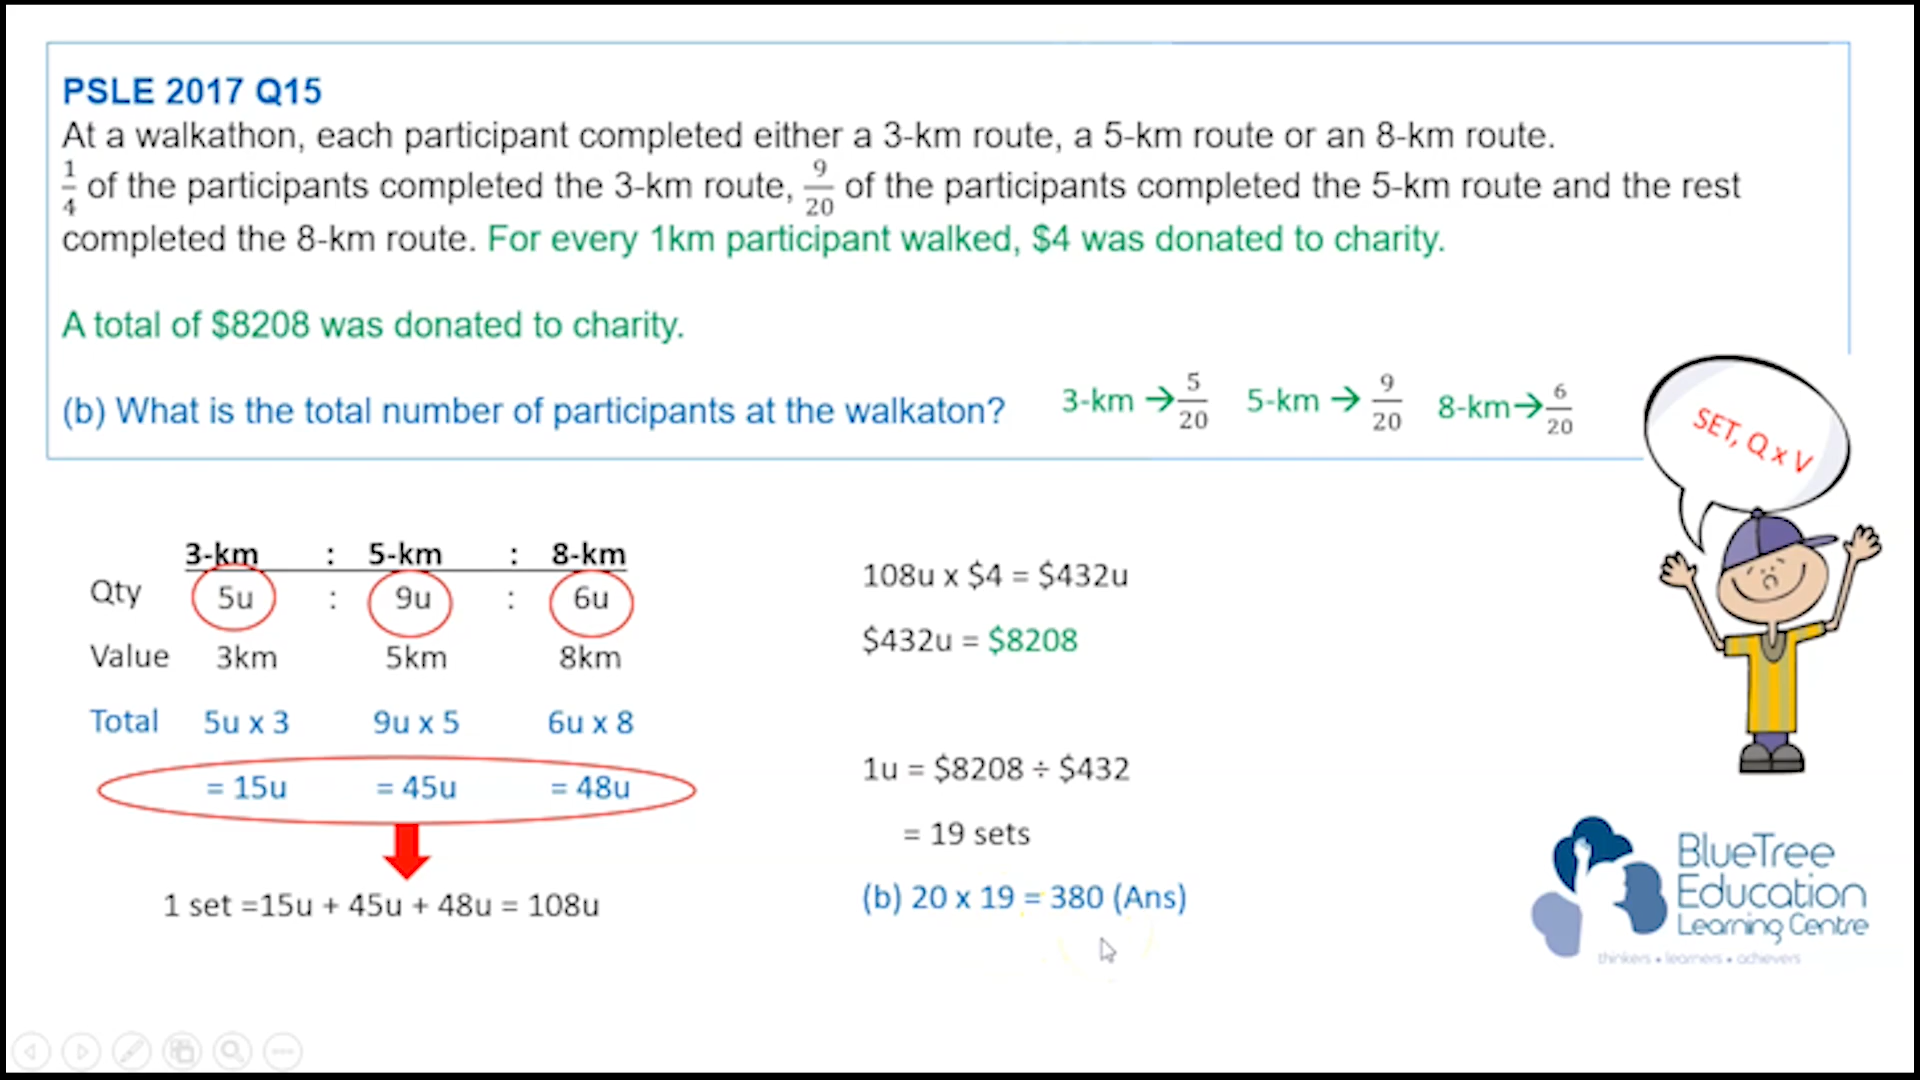 PSLE 2017 Q15
At a walkathon, each participant completed either a 3-km route, a 5-km route or an 8-km route.
1/4 of the participants completed the 3-km route, 9/20 of the participants completed the 5-km route and the rest
completed the 8-km route. For every 1km participant walked, $4 was donated to charity.
A total of $8208 was donated to charity.
(b) What is the total number of participants at the walkaton? 3-km → 5/20 5-km → 9/20 8-km → 6/20
SET, Q x V
3-km : 5-km : 8-km
Qty 5u : 9u : 6u
Value 3km 5km 8km
Total 5u x 3 9u x 5 6u x 8
= 15u = 45u = 48u
1 set =15u + 45u + 48u = 108u
108u x $4 = $432u
$432u = $8208
1u = $8208 ÷ $432
= 19 sets
(b) 20 x 19 = 380 (Ans)
BlueTree
Education
Learning Centre
thinkers • learners • achievers